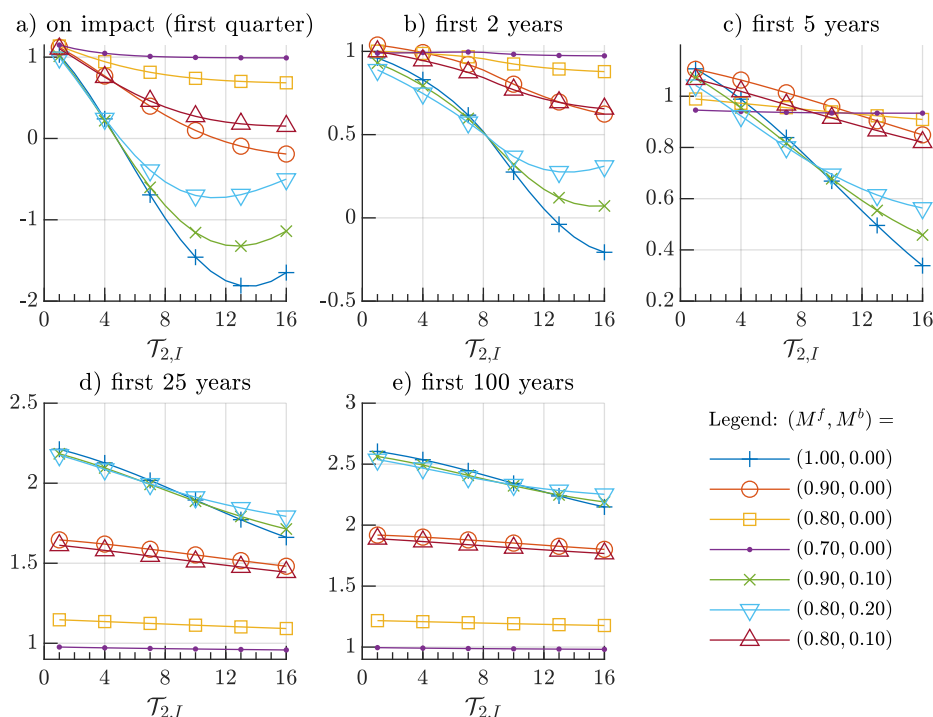 a) on impact (first quarter)
1
0
-1
-2
0 4 8 12 16
𝒯2,I
b) first 2 years
1
0.5
0
-0.5
0 4 8 12 16
𝒯2,I
c) first 5 years
1
0.8
0.6
0.4
0.2
0 4 8 12 16
𝒯2,I
d) first 25 years
2.5
2
1.5
1
0 4 8 12 16
𝒯2,I
e) first 100 years
3
2.5
2
1.5
1
0 4 8 12 16
𝒯2,I
Legend: (M^f, M^b) =
(1.00, 0.00)
(0.90, 0.00)
(0.80, 0.00)
(0.70, 0.00)
(0.90, 0.10)
(0.80, 0.20)
(0.80, 0.10)